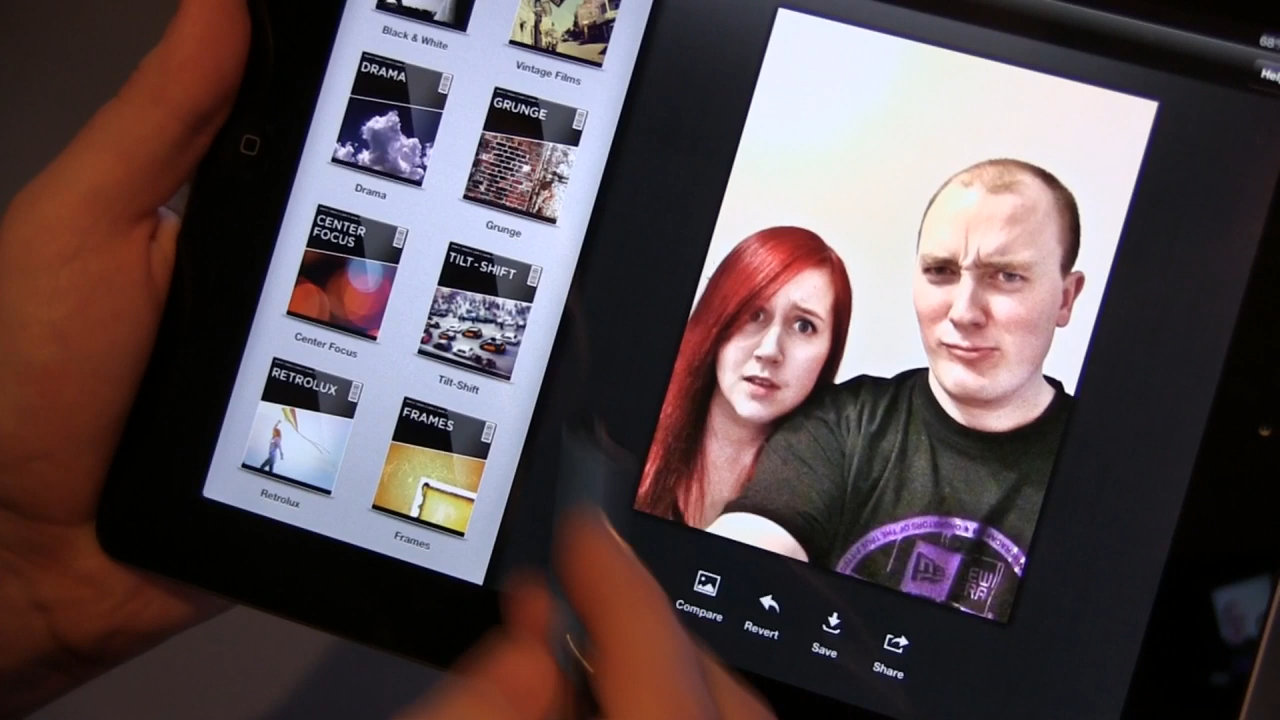 Black & White
Vintage Films
DRAMA
Drama
GRUNGE
Grunge
CENTER
FOCUS
Center Focus
TILT-SHIFT
Tilt-Shift
RETROLUX
Retrolux
FRAMES
Frames
Compare
Revert
Save
Share